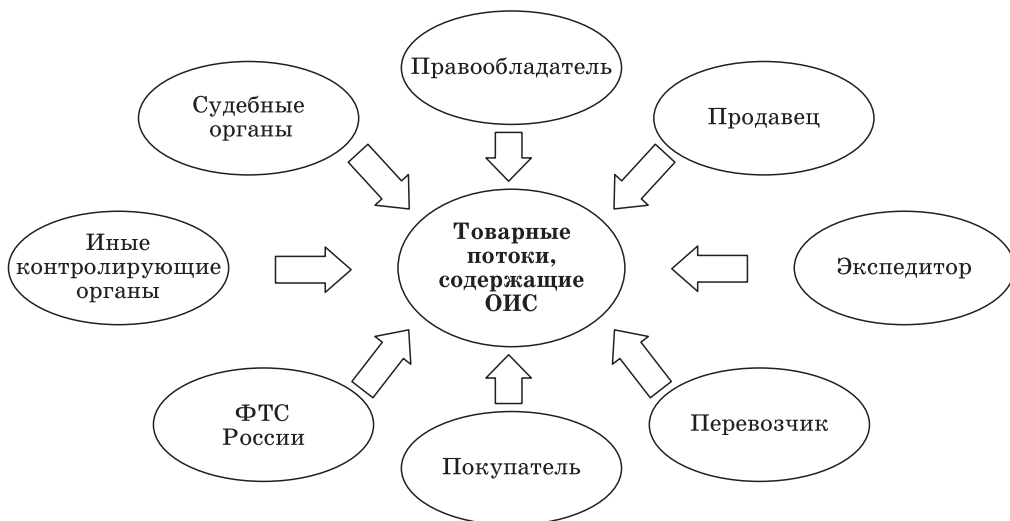 Правообладатель
Судебные
органы
Продавец
Иные
контролирующие
органы
Товарные
потоки,
содержащие
ОИС
Экспедитор
ФТС
России
Покупатель
Перевозчик